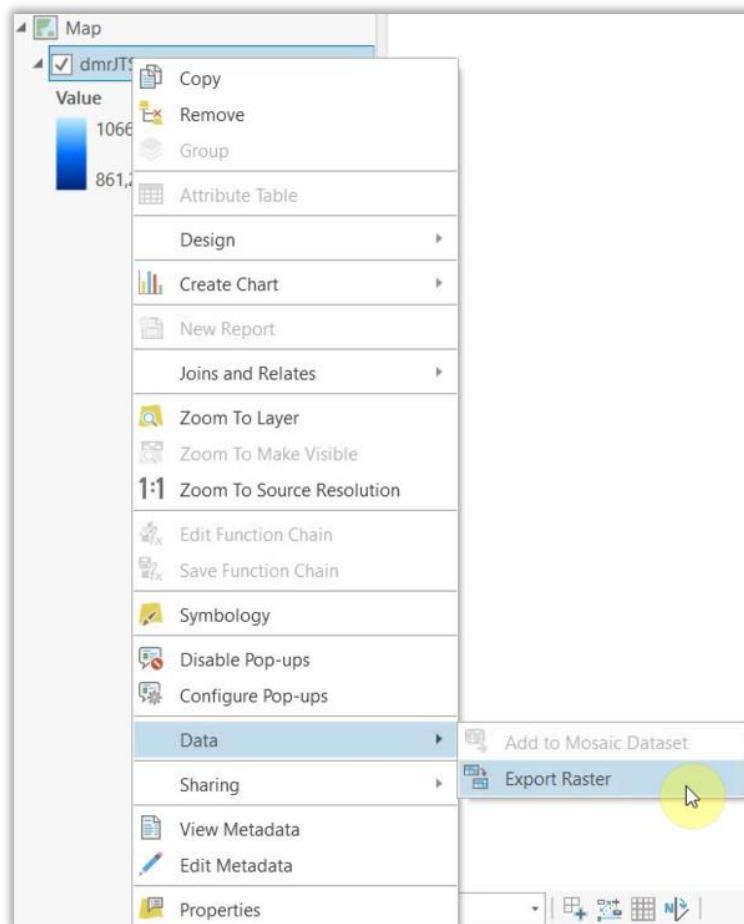 Map
dmrJTS
Value
1066
861,2
Copy
Remove
Group
Attribute Table
Design
Create Chart
New Report
Joins and Relates
Zoom To Layer
Zoom To Make Visible
1:1 Zoom To Source Resolution
Edit Function Chain
Save Function Chain
Symbology
Disable Pop-ups
Configure Pop-ups
Data
Add to Mosaic Dataset
Export Raster
Sharing
View Metadata
Edit Metadata
Properties